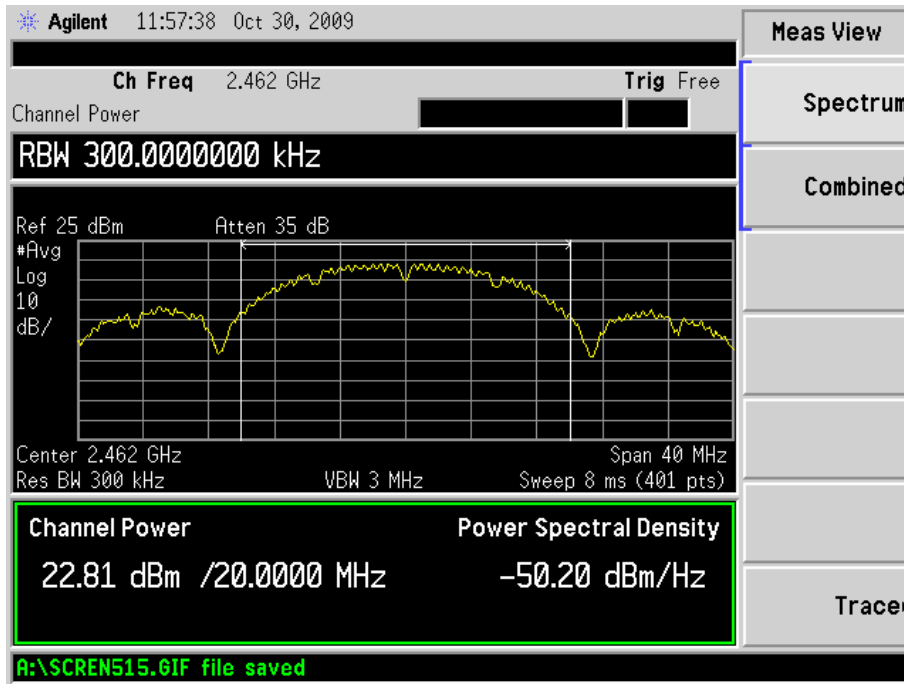 Agilent 11:57:38 Oct 30, 2009
Meas View
Ch Freq 2.462 GHz Trig Free
Channel Power
Spectrum
RBW 300.0000000 kHz
Combined
Ref 25 dBm Atten 35 dB
#Avg
Log
10
dB/
Center 2.462 GHz Span 40 MHz
Res BW 300 kHz VBW 3 MHz Sweep 8 ms (401 pts)
Channel Power Power Spectral Density
22.81 dBm /20.0000 MHz -50.20 dBm/Hz
Trace
A:\SCREN515.GIF file saved